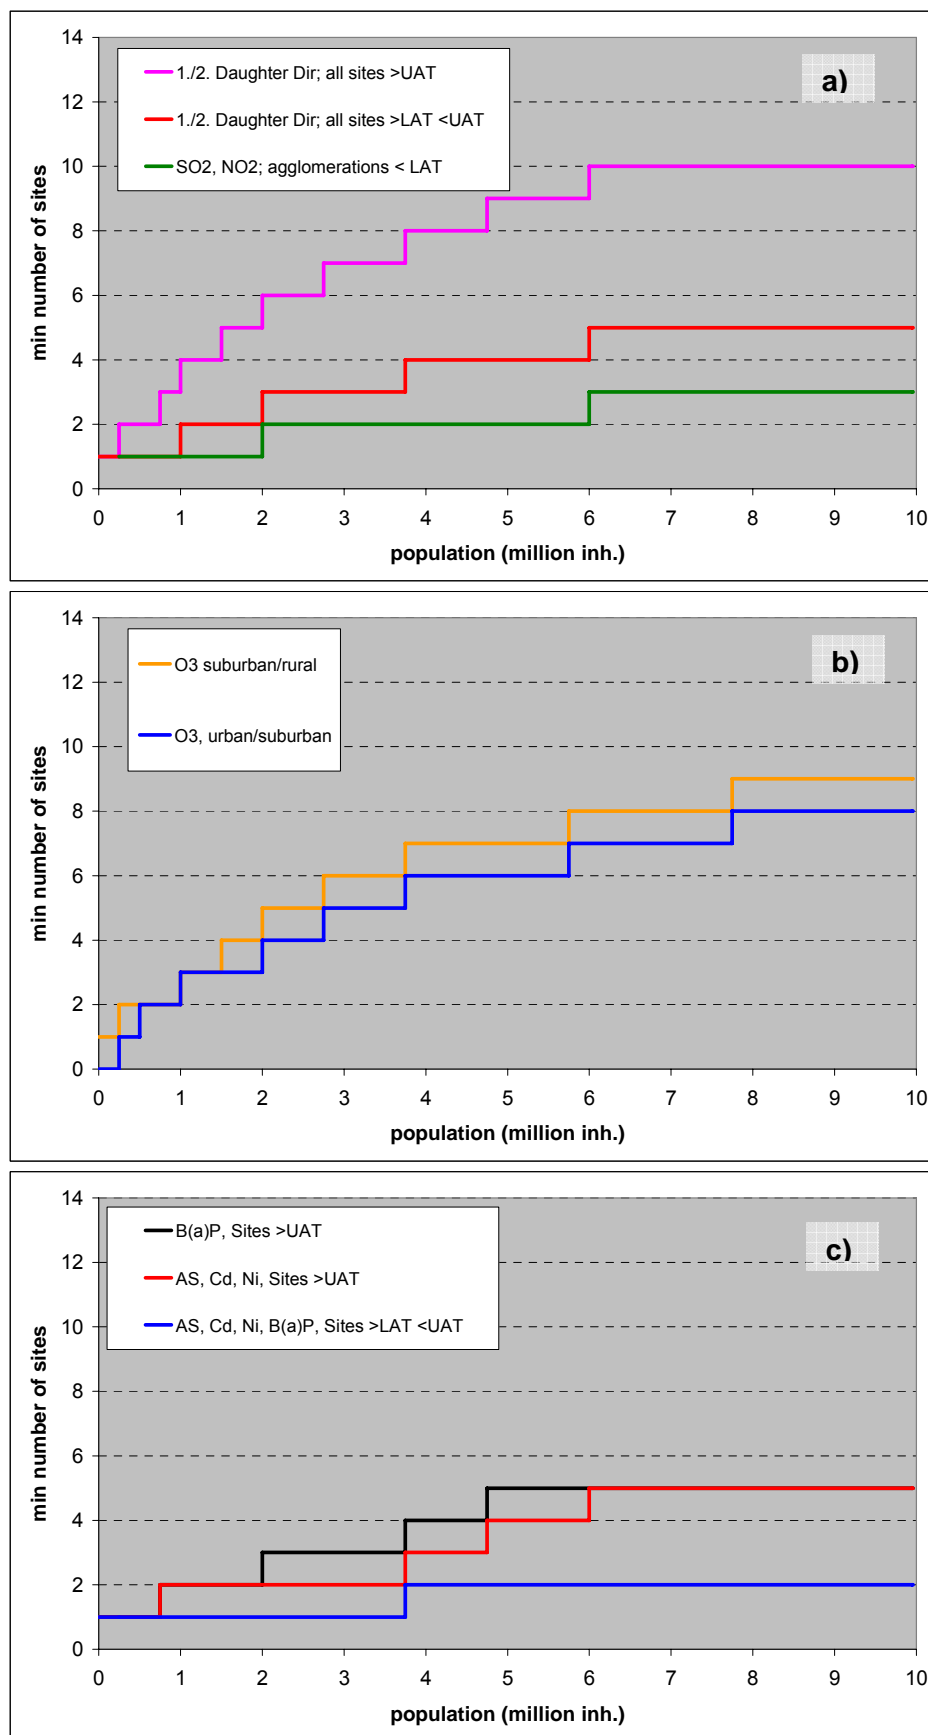 14
12
10
8
6
4
2
0
min number of sites
1./2. Daughter Dir; all sites >UAT
1./2. Daughter Dir; all sites >LAT <UAT
SO2, NO2; agglomerations < LAT
a)
0 1 2 3 4 5 6 7 8 9 10
population (million inh.)
14
12
10
8
6
4
2
0
min number of sites
O3 suburban/rural
O3, urban/suburban
b)
0 1 2 3 4 5 6 7 8 9 10
population (million inh.)
14
12
10
8
6
4
2
0
min number of sites
B(a)P, Sites >UAT
AS, Cd, Ni, Sites >UAT
AS, Cd, Ni, B(a)P, Sites >LAT <UAT
c)
0 1 2 3 4 5 6 7 8 9 10
population (million inh.)